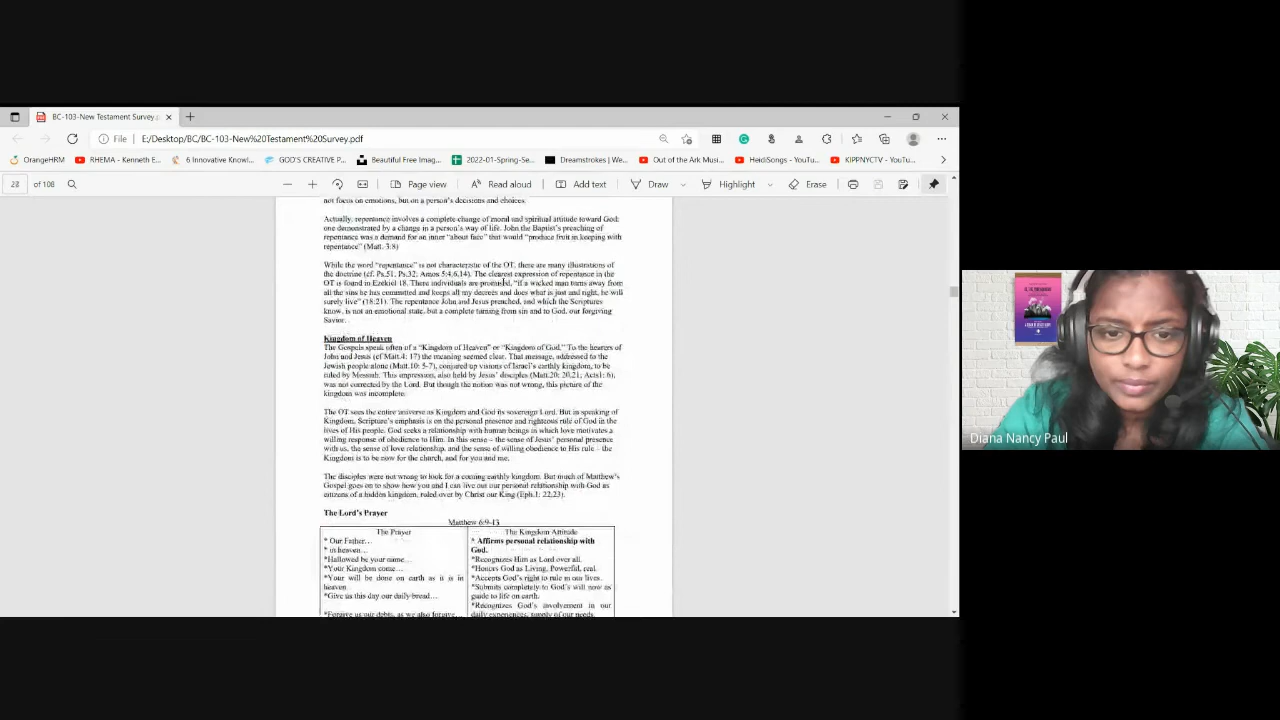 BC-103-New Testament Survey.
File
E:/Desktop/BC/BC-103-New%20Testament%20Survey.pdf
OrangeHRM
RHEMA - Kenneth E...
6 Innovative Knowl...
GOD'S CREATIVE P...
Beautiful Free Imag...
2022-01-Spring-Se...
Dreamstrokes | We...
Out of the Ark Musi...
HeidiSongs - YouTu...
KIPPNYCTV - YouTu...
of 108
Page view
Read aloud
Add text
Draw
Highlight
Erase
not focus on emotions, but on a person's decisions and choices.
Actually, repentance involves a complete change of moral and spiritual attitude toward God;
one demonstrated by a change in a person's way of life. John the Baptist's preaching of
repentance was a demand for an inner "about face" that would "produce fruit in keeping with
repentance" (Matt. 3:8)
While the word "repentance" is not characteristic of the OT, there are many illustrations of
the doctrine (cf. Ps.51; Ps.32; Amos 5:4,6,14). The clearest expression of repentance in the
OT is found in Ezekiel 18. There individuals are promised, "if a wicked man turns away from
all the sins he has committed and keeps all my decrees and does what is just and right, he will
surely live" (18:21). The repentance John and Jesus preached, and which the Scriptures
know, is not an emotional state, but a complete turning from sin and to God, our forgiving
Savior.
Kingdom of Heaven
The Gospels speak often of a "Kingdom of Heaven" or "Kingdom of God." To the hearers of
John and Jesus (cf Matt.4: 17) the meaning seemed clear. That message, addressed to the
Jewish people alone (Matt.10: 5-7), conjured up visions of Israel's earthly kingdom, to be
ruled by Messiah. This impression, also held by Jesus' disciples (Matt.20: 20,21; Acts1: 6),
was not corrected by the Lord. But though the notion was not wrong, this picture of the
kingdom was incomplete.
The OT sees the entire universe as Kingdom and God its sovereign Lord. But in speaking of
Kingdom, Scripture's emphasis is on the personal presence and righteous rule of God in the
lives of His people. God seeks a relationship with human beings in which love motivates a
willing response of obedience to Him. In this sense – the sense of Jesus' personal presence
with us, the sense of love relationship, and the sense of willing obedience to His rule – the
Kingdom is to be now for the church, and for you and me.
The disciples were not wrong to look for a coming earthly kingdom. But much of Matthew's
Gospel goes on to show how you and I can live out our personal relationship with God as
citizens of a hidden kingdom, ruled over by Christ our King (Eph.1: 22,23).
The Lord's Prayer
Matthew 6:9-13
The Prayer
* Our Father…
* in heaven…
*Hallowed be your name…
*Your Kingdom come…
*Your will be done on earth as it is in
heaven
*Give us this day our daily bread…
*Forgive us our debts, as we also forgive…
The Kingdom Attitude
* Affirms personal relationship with
God.
*Recognizes Him as Lord over all.
*Honors God as Living, Powerful, real.
*Accepts God's right to rule in our lives.
*Submits completely to God's will now as
guide to life on earth.
*Recognizes God's involvement in our
daily experiences, supply of our needs.
Diana Nancy Paul